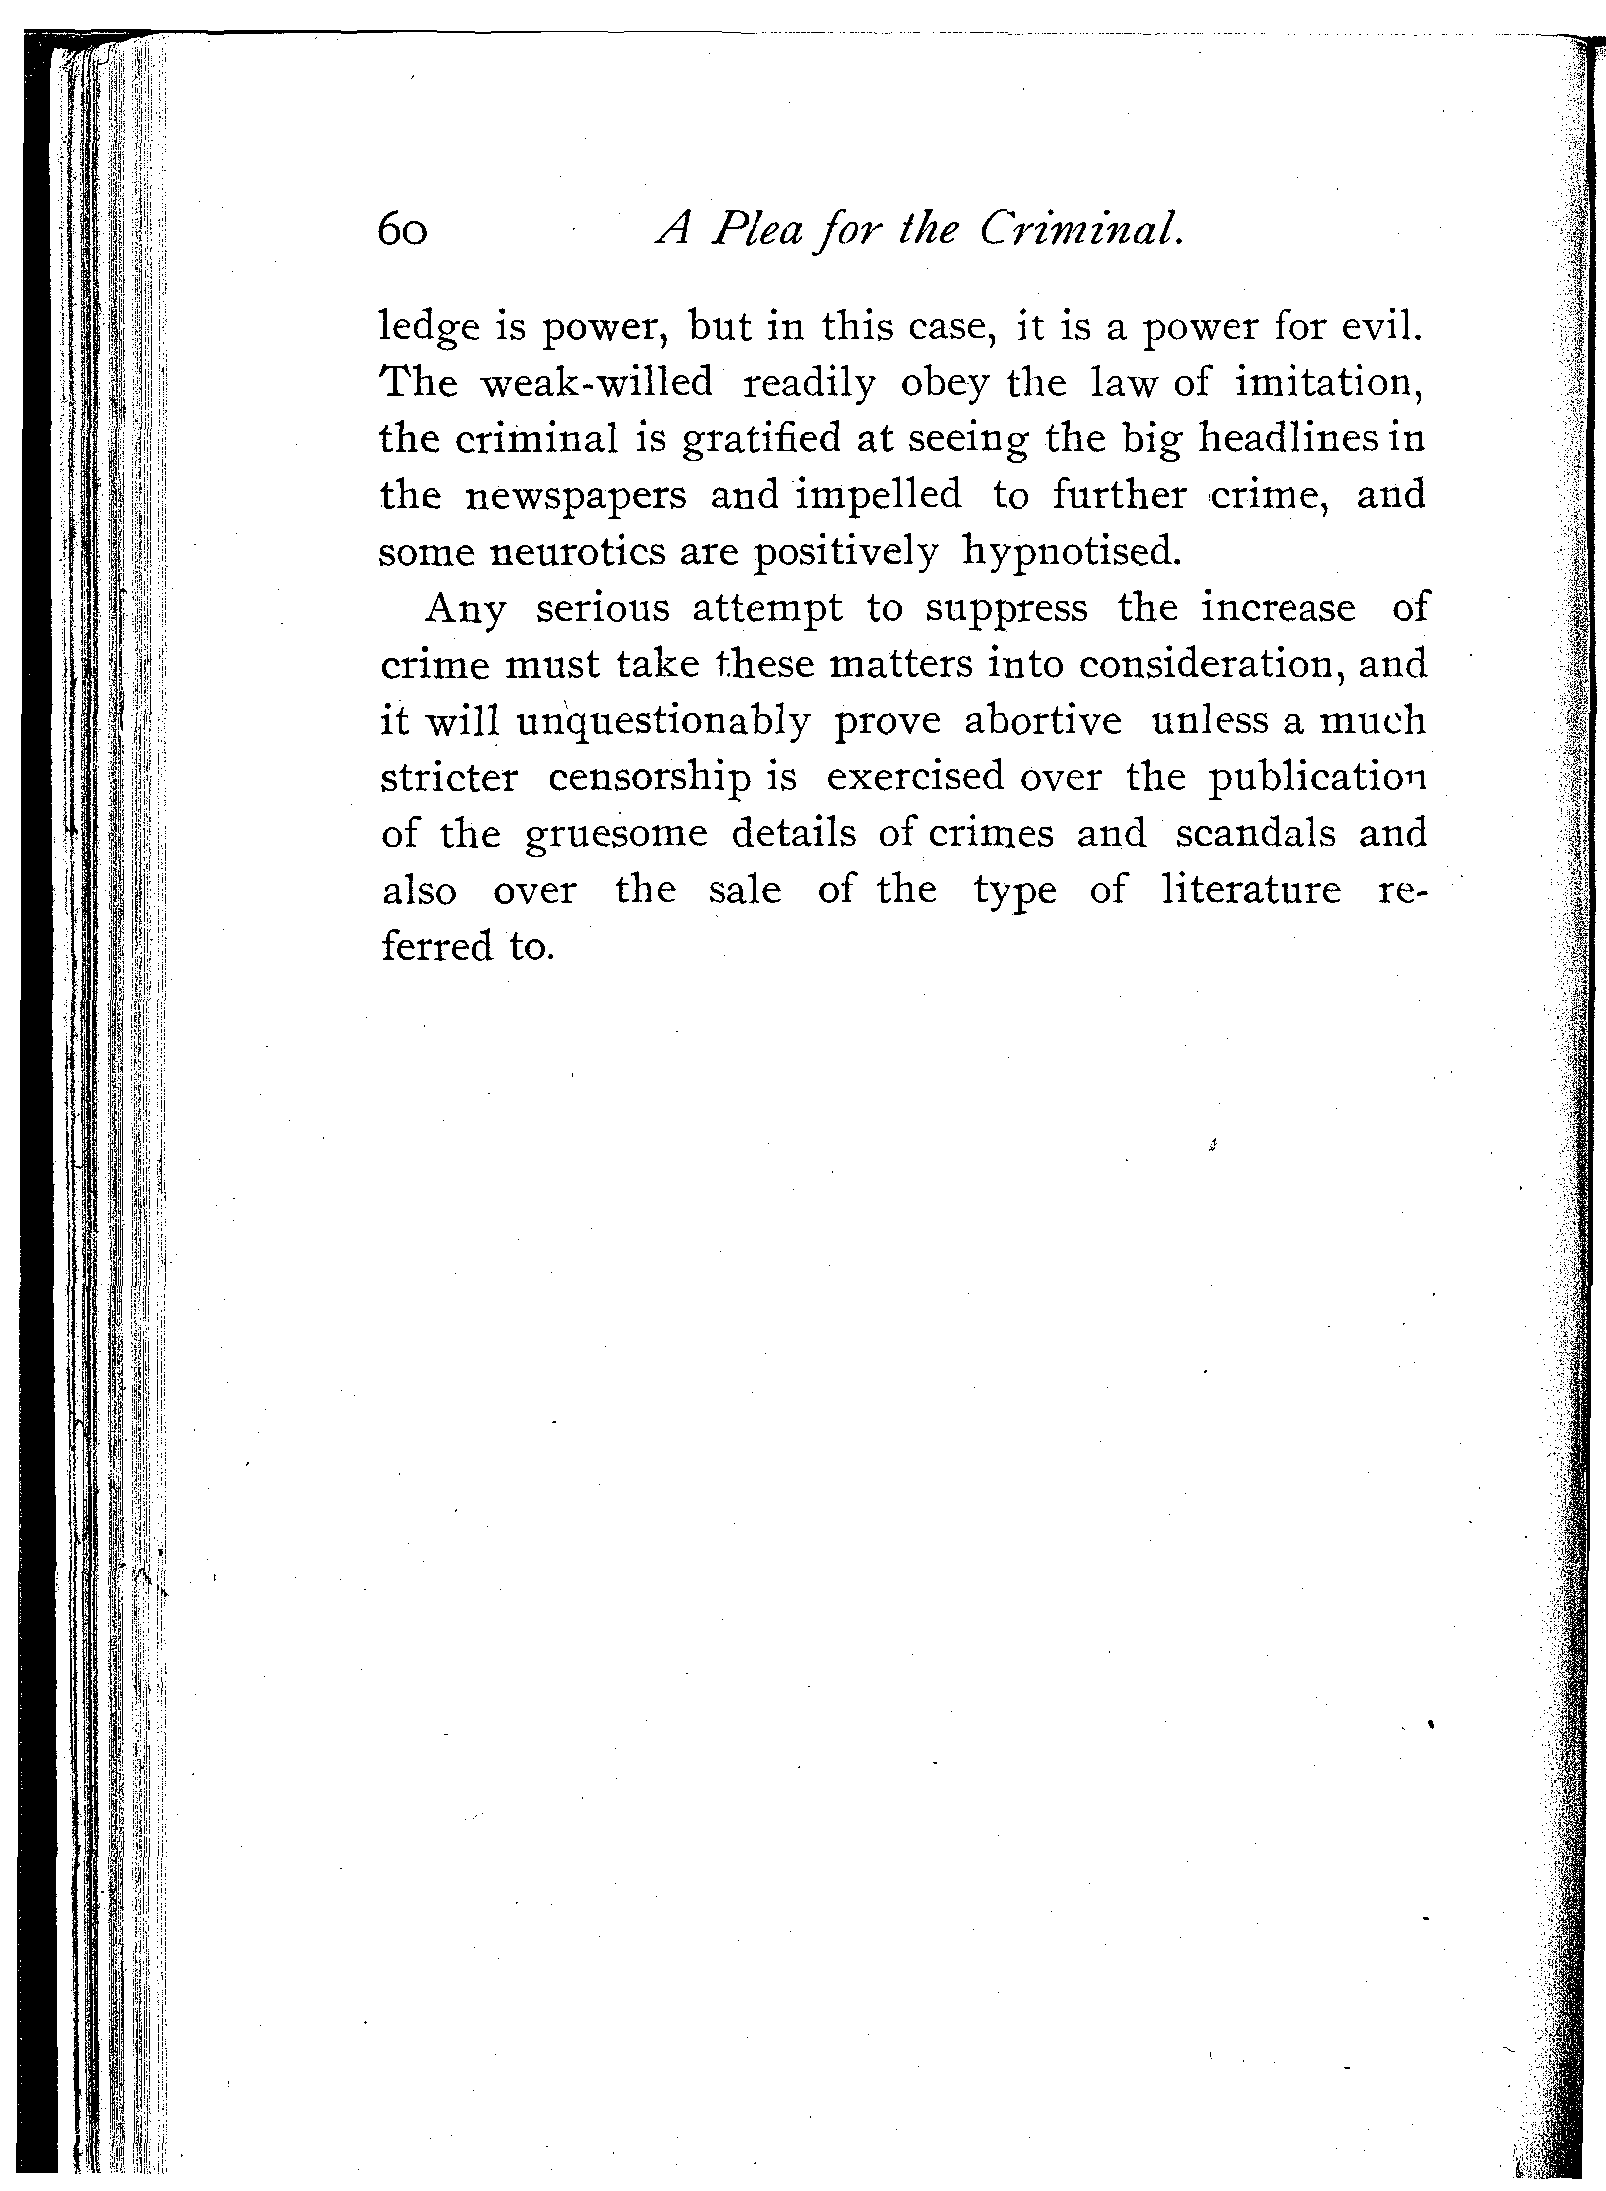 60 A Plea for the Criminal.
ledge is power, but in this case, it is a power for evil.
The weak-willed readily obey the law of imitation,
the criminal is gratified at seeing the big headlines in
the newspapers and impelled to further crime, and
some neurotics are positively hypnotised.
Any serious attempt to suppress the increase of
crime must take these matters into consideration, and
it will unquestionably prove abortive unless a much
stricter censorship is exercised over the publication
of the gruesome details of crimes and scandals and
also over the sale of the type of literature re-
ferred to.